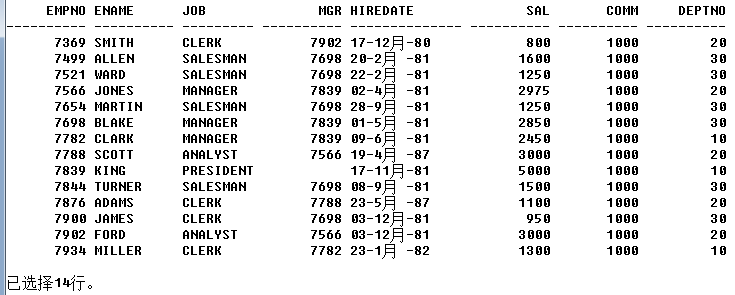 EMPNO ENAME JOB MGR HIREDATE SAL COMM DEPTNO
---------- ---------- --------- ---------- -------------- ---------- ---------- ----------
7369 SMITH CLERK 7902 17-12月-80 800 1000 20
7499 ALLEN SALESMAN 7698 20-2月 -81 1600 1000 30
7521 WARD SALESMAN 7698 22-2月 -81 1250 1000 30
7566 JONES MANAGER 7839 02-4月 -81 2975 1000 20
7654 MARTIN SALESMAN 7698 28-9月 -81 1250 1000 30
7698 BLAKE MANAGER 7839 01-5月 -81 2850 1000 30
7782 CLARK MANAGER 7839 09-6月 -81 2450 1000 10
7788 SCOTT ANALYST 7566 19-4月 -87 3000 1000 20
7839 KING PRESIDENT 17-11月-81 5000 1000 10
7844 TURNER SALESMAN 7698 08-9月 -81 1500 1000 30
7876 ADAMS CLERK 7788 23-5月 -87 1100 1000 20
7900 JAMES CLERK 7698 03-12月-81 950 1000 30
7902 FORD ANALYST 7566 03-12月-81 3000 1000 20
7934 MILLER CLERK 7782 23-1月 -82 1300 1000 10
已选择14行。